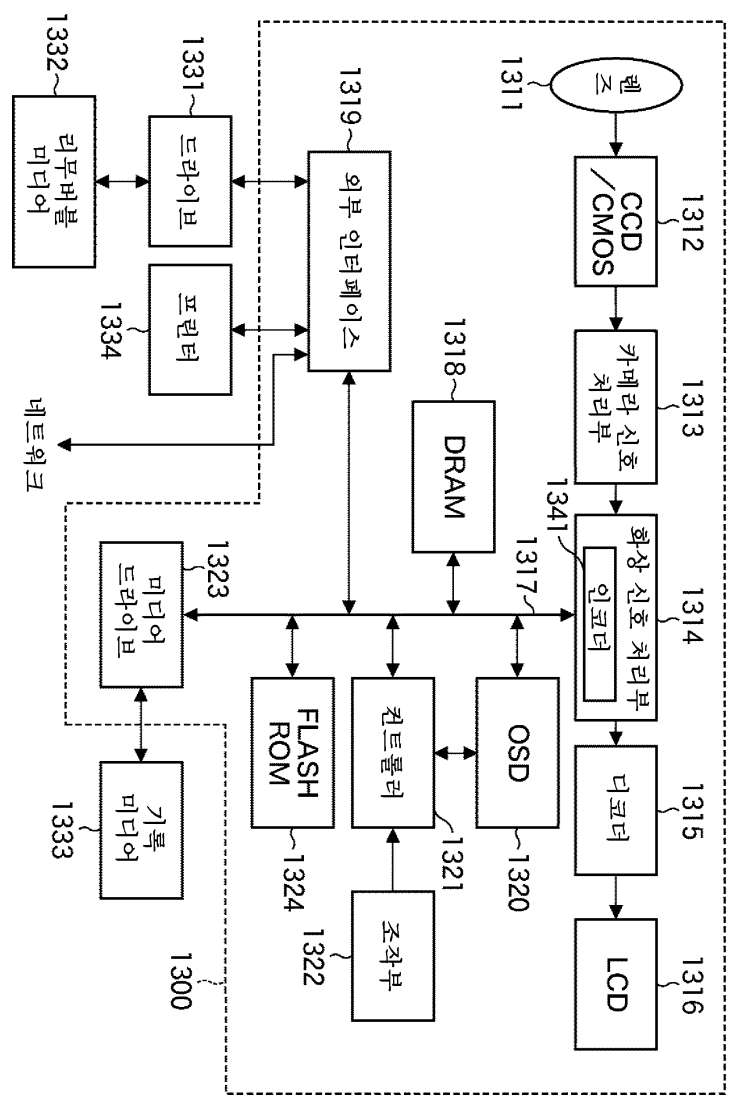 1311
렌
즈
1312
CCD
/CMOS
1313
카메라 신호
처리부
1314
화상 신호 처리부
1341
인코더
1315
디코더
1316
LCD
1317
1318
DRAM
1320
OSD
1319
외부 인터페이스
1321
컨트롤러
1322
조작부
1324
FLASH
ROM
1331
드라이브
1334
프린터
1323
미디어
드라이브
1332
리무버블
미디어
네트워크
1333
기록
미디어
1300